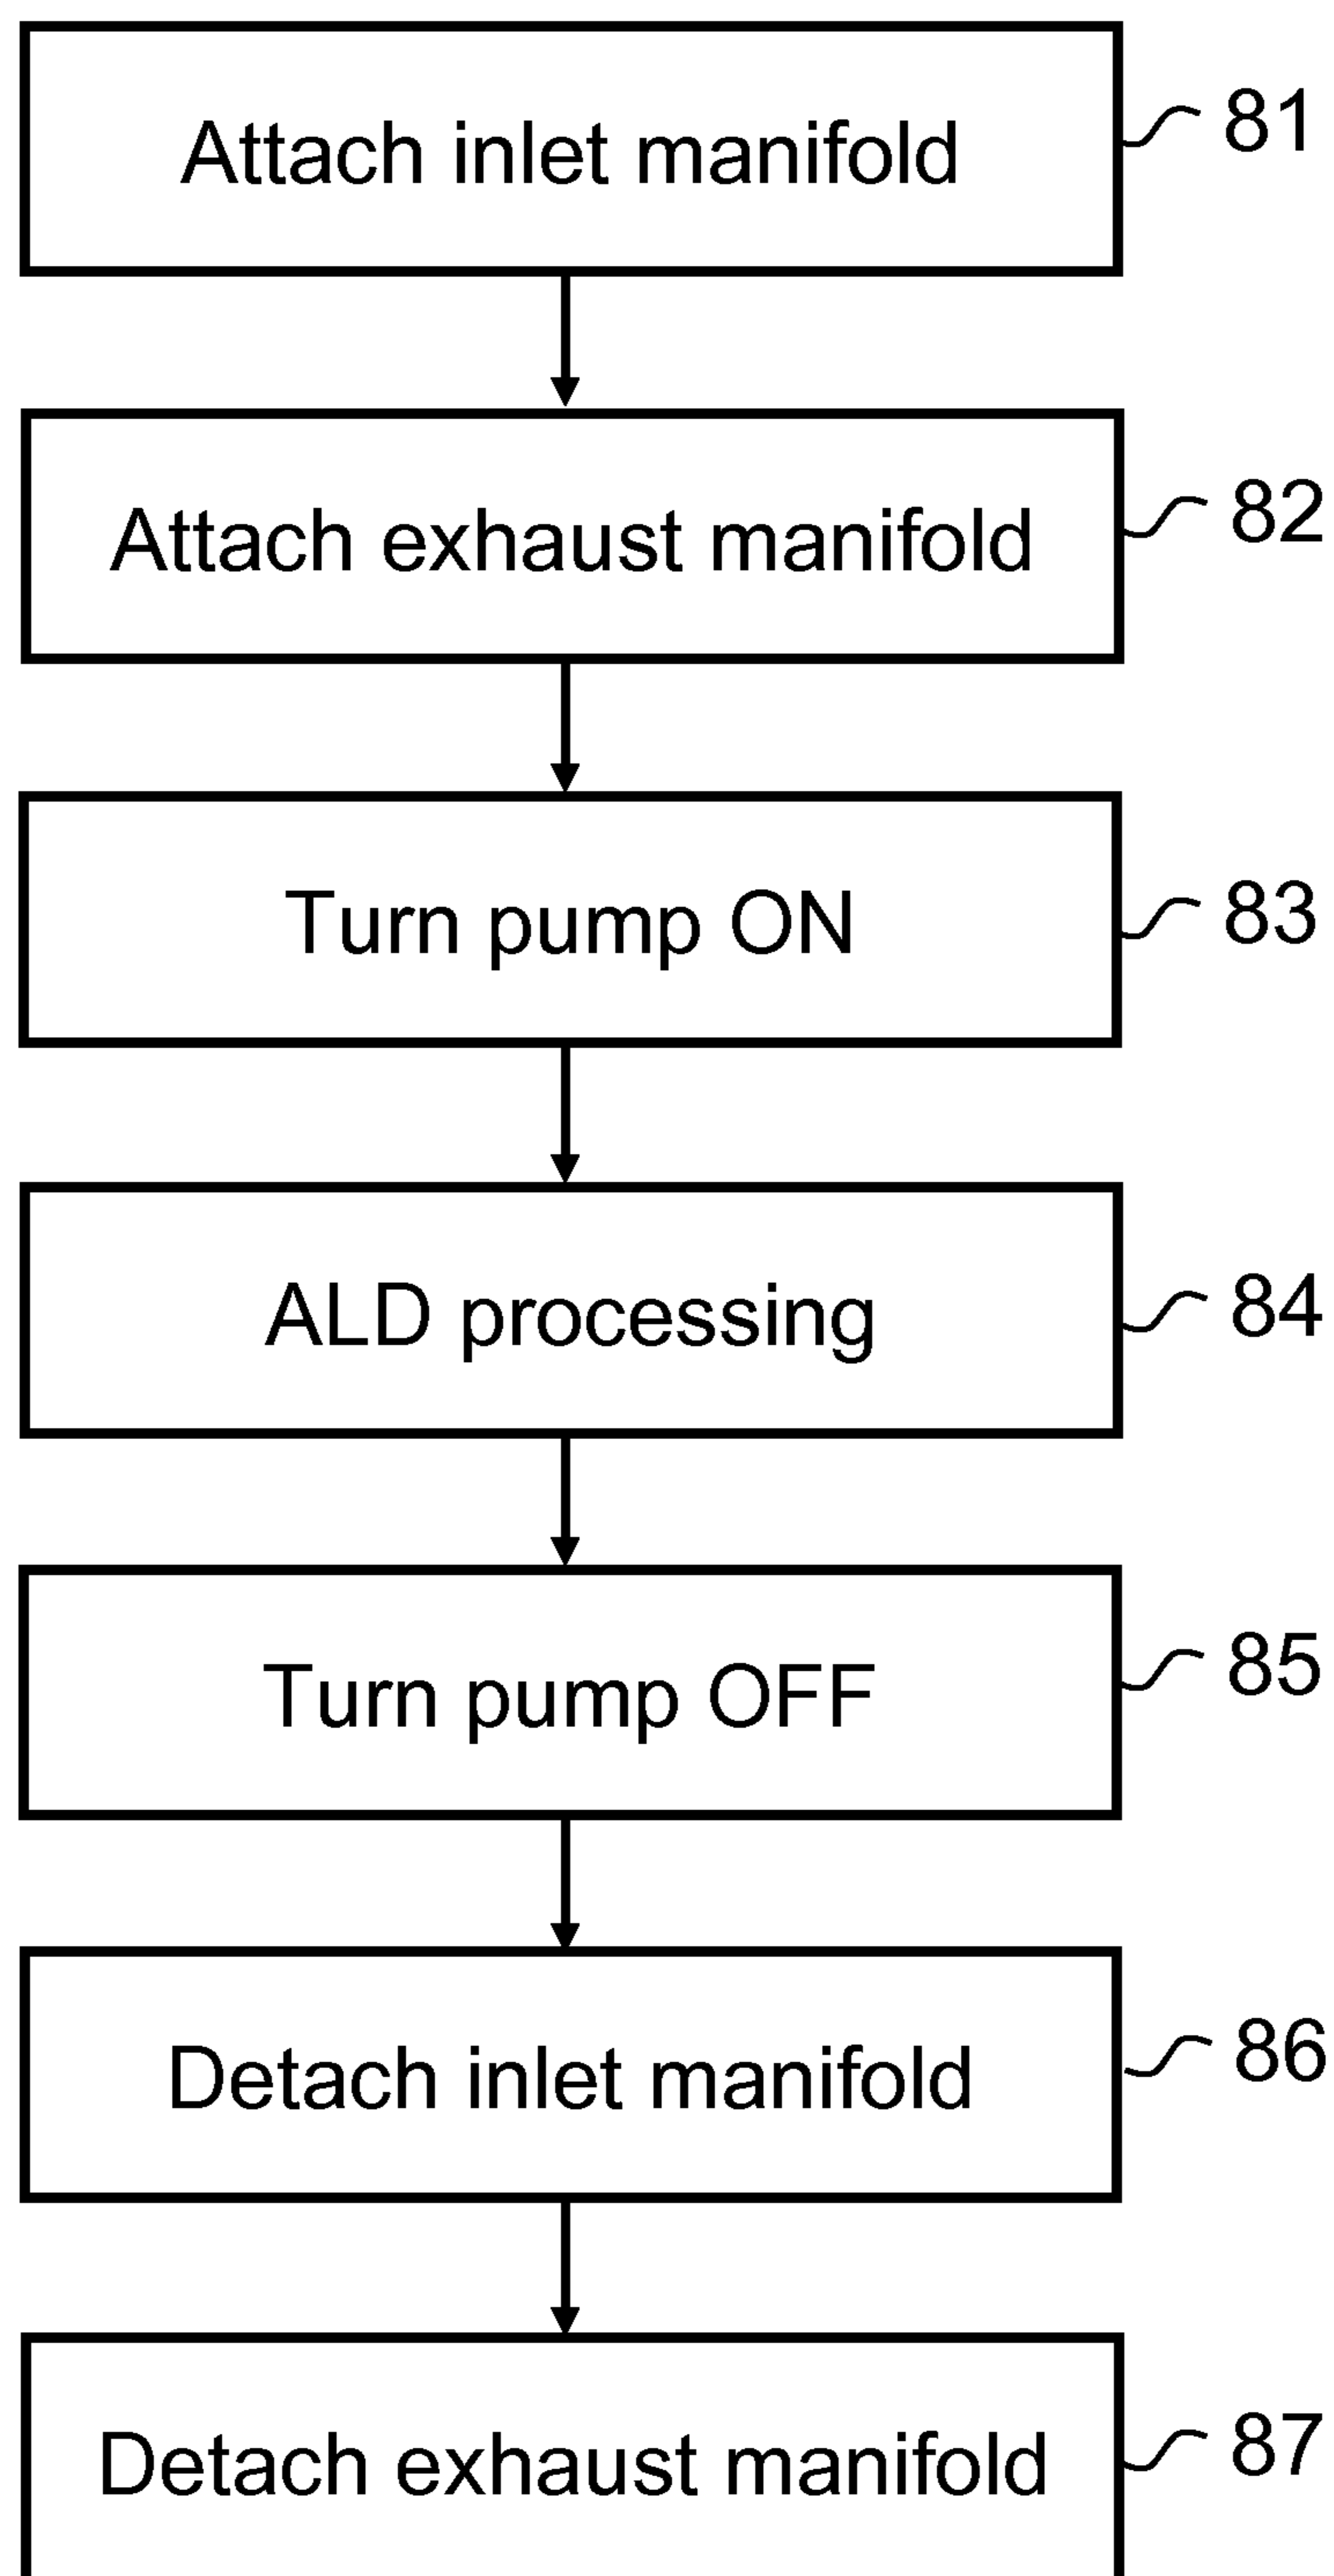 Attach inlet manifold
81
Attach exhaust manifold
82
Turn pump ON
83
ALD processing
84
Turn pump OFF
85
Detach inlet manifold
86
Detach exhaust manifold
87